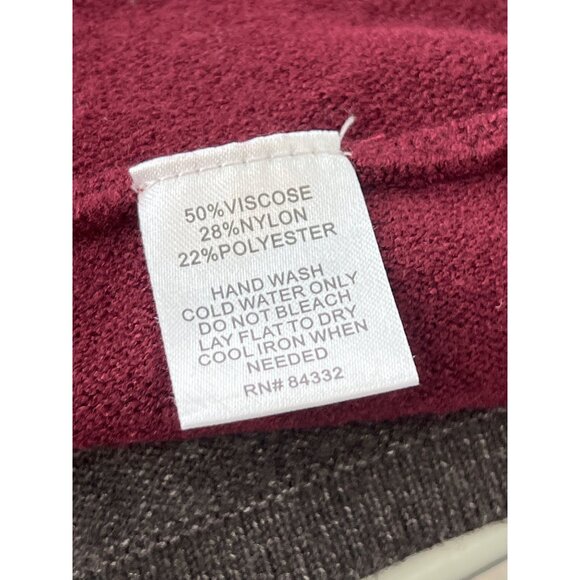 50%VISCOSE
28%NYLON
22%POLYESTER
HAND WASH
COLD WATER ONLY
DO NOT BLEACH
LAY FLAT TO DRY
COOL IRON WHEN
NEEDED
RN# 84332